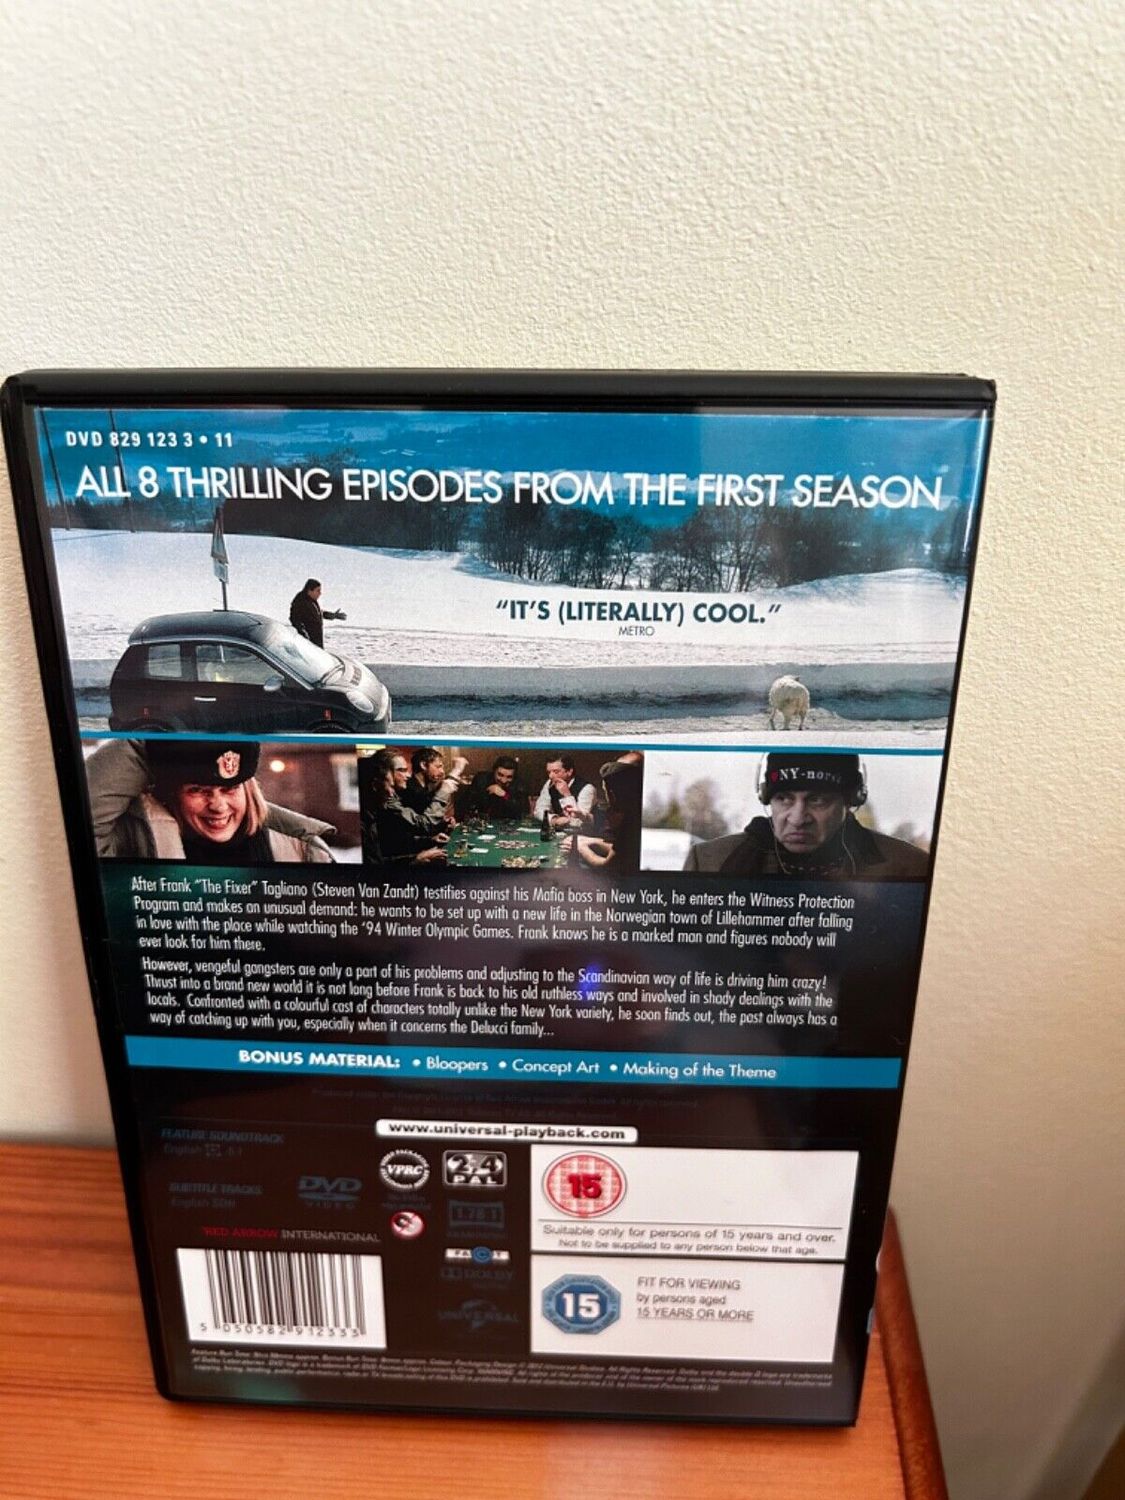 DVD 829 123 3 • 11
ALL 8 THRILLING EPISODES FROM THE FIRST SEASON
“IT’S (LITERALLY) COOL.”
METRO
NY-nors
After Frank “The Fixer” Tagliano (Steven Van Zandt) testifies against his Mafia boss in New York, he enters the Witness Protection
Program and makes an unusual demand: he wants to be set up with a new life in the Norwegian town of Lillehammer after falling
in love with the place while watching the ’94 Winter Olympic Games. Frank knows he is a marked man and figures nobody will
ever look for him there.
However, vengeful gangsters are only a part of his problems and adjusting to the Scandinavian way of life is driving him crazy!
Thrust into a brand new world it is not long before Frank is back to his old ruthless ways and involved in shady dealings with the
locals. Confronted with a colourful cast of characters totally unlike the New York variety, he soon finds out, the past always has a
way of catching up with you, especially when it concerns the Delucci family...
BONUS MATERIAL: • Bloopers • Concept Art • Making of the Theme
www.universal-playback.com
FEATURE SOUNDTRACK
English
SUBTITLE TRACKS
English SDH
DVD
VIDEO
VPRC
2-4
PAL
1.78:1
RED ARROW INTERNATIONAL
FACT
DOLBY
UNIVERSAL
15
Suitable only for persons of 15 years and over.
Not to be supplied to any person below that age.
15
FIT FOR VIEWING
by persons aged
15 YEARS OR MORE
5 050582 912333